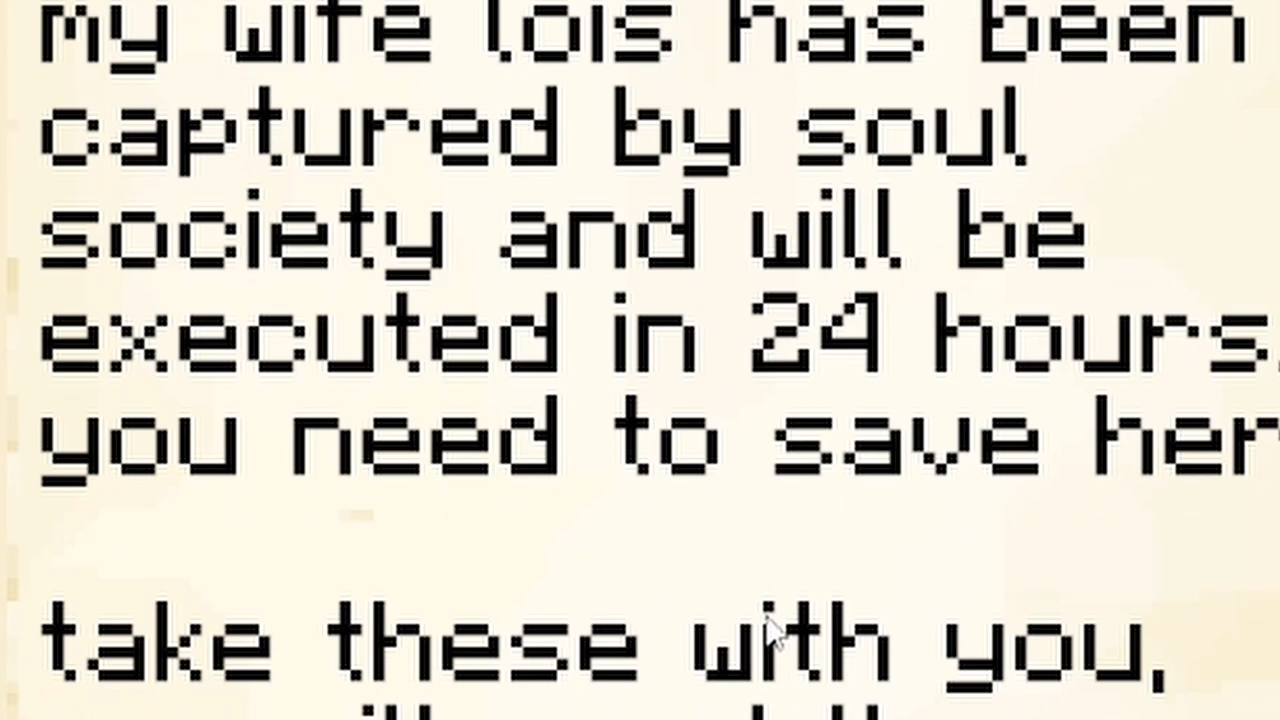 my wife lois has been
captured by soul
society and will be
executed in 24 hours.
you need to save her
take these with you,